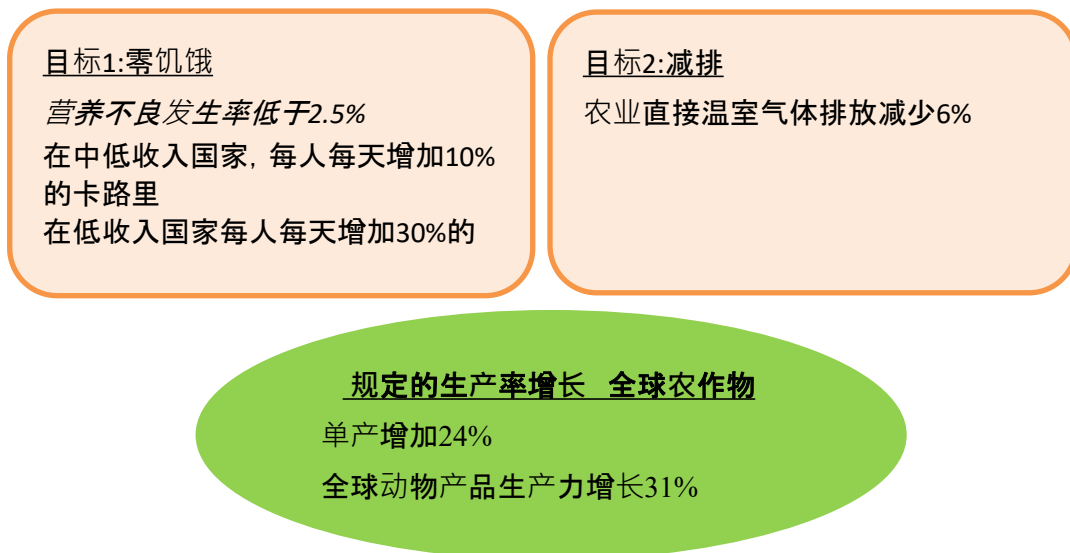 目标1:零饥饿
营养不良发生率低于2.5%
在中低收入国家, 每人每天增加10%
的卡路里
在低收入国家每人每天增加30%的
目标2:减排
农业直接温室气体排放减少6%
规定的生产率增长 全球农作物
单产增加24%
全球动物产品生产力增长31%